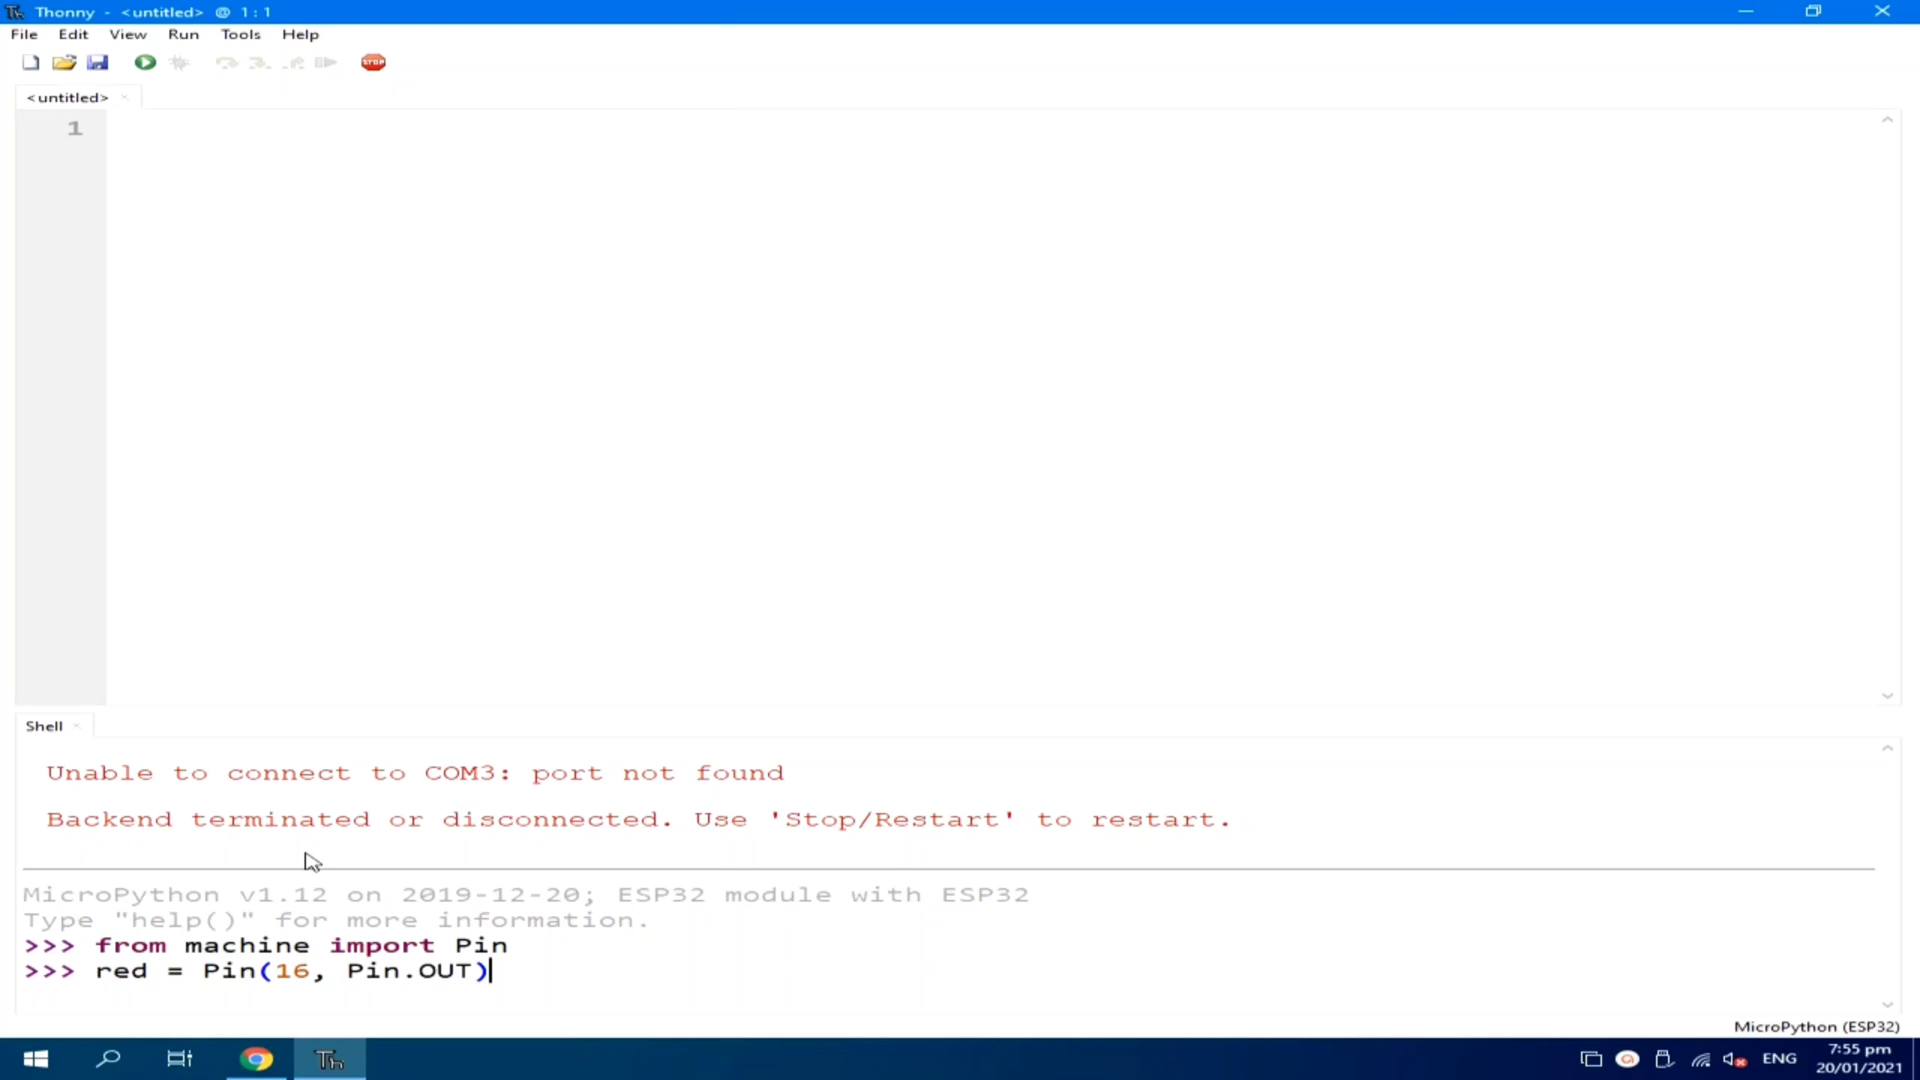 Thonny - <untitled> @ 1:1
File Edit View Run Tools Help
STOP
<untitled>
1
Shell
Unable to connect to COM3: port not found
Backend terminated or disconnected. Use 'Stop/Restart' to restart.
MicroPython v1.12 on 2019-12-20; ESP32 module with ESP32
Type "help()" for more information.
>>> from machine import Pin
>>> red = Pin(16, Pin.OUT)
MicroPython (ESP32)
Th
ENG
7:55 pm
20/01/2021